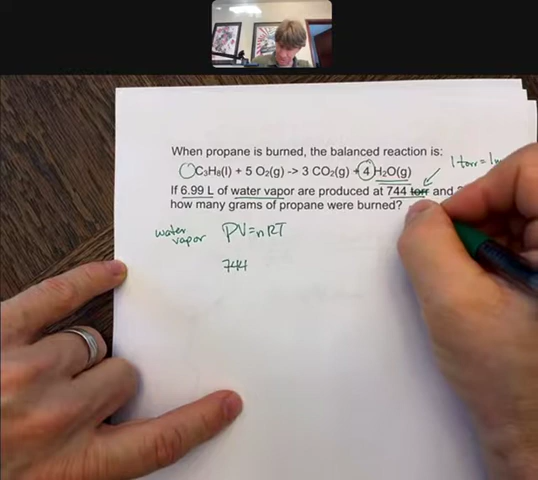 When propane is burned, the balanced reaction is:
C₃H₈(l) + 5 O₂(g) -> 3 CO₂(g) + 4 H₂O(g)
1 torr = 1
If 6.99 L of water vapor are produced at 744 torr and
how many grams of propane were burned?
water vapor
PV=nRT
744